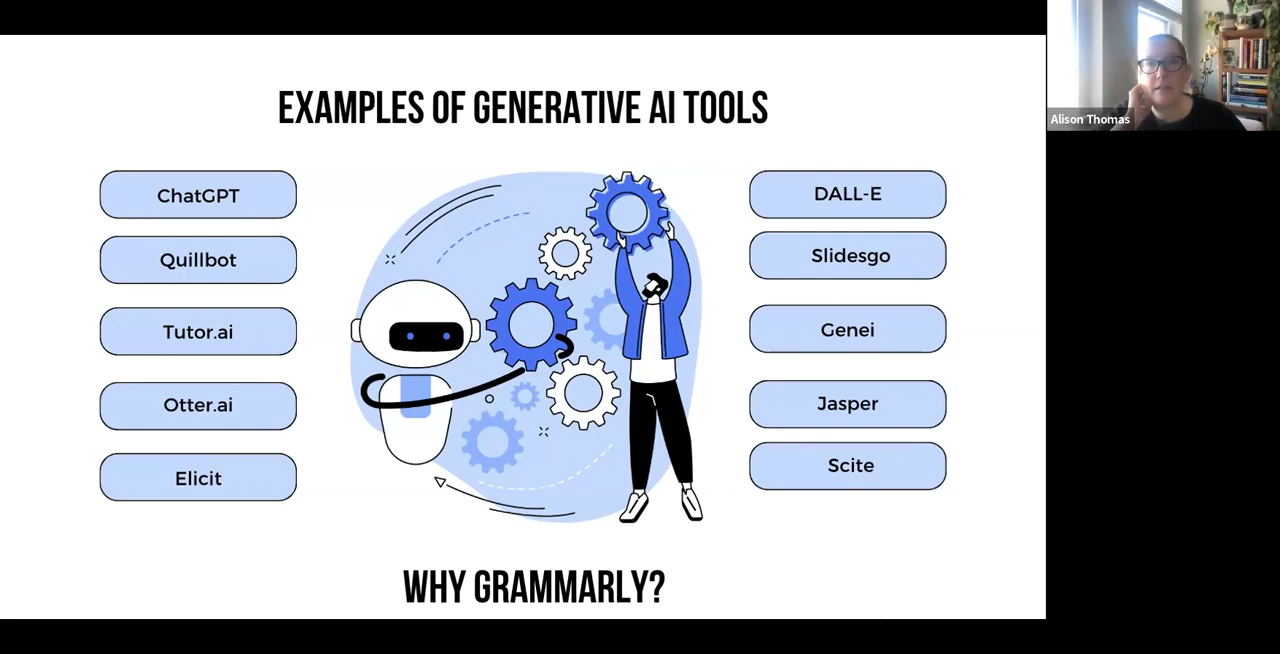 EXAMPLES OF GENERATIVE AI TOOLS
ChatGPT
Quillbot
Tutor.ai
Otter.ai
Elicit
DALL-E
Slidesgo
Genei
Jasper
Scite
WHY GRAMMARLY?
Alison Thomas